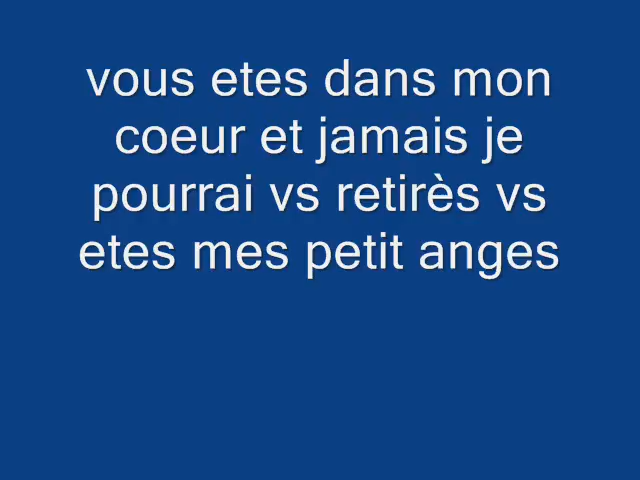 vous etes dans mon
coeur et jamais je
pourrai vs retirès vs
etes mes petit anges